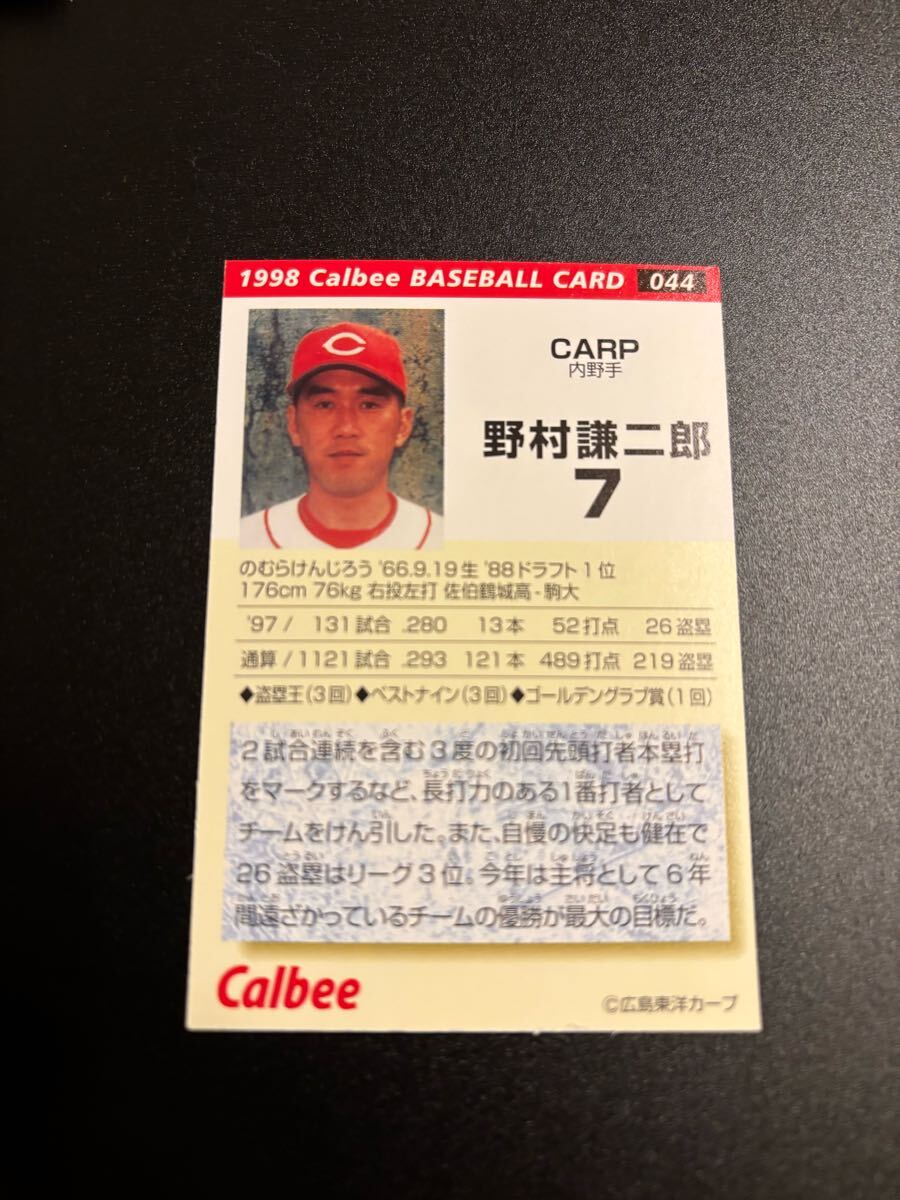 1998 Calbee BASEBALL CARD 044
CARP
内野手
野村謙二郎
7
のむらけんじろう '66.9.19生 '88ドラフト1位
176cm 76kg 右投左打 佐伯鶴城高-駒大
'97/ 131試合 .280 13本 52打点 26盗塁
通算/1121試合 .293 121本 489打点 219盗塁
◆盗塁王(3回)◆ベストナイン(3回)◆ゴールデングラブ賞(1回)
2試合連続を含む3度の初回先頭打者本塁打
をマークするなど、長打力のある1番打者として
チームをけん引した。また、自慢の快足も健在で
26盗塁はリーグ3位。今年は主将として6年
間遠ざかっているチームの優勝が最大の目標だ。
Calbee
©広島東洋カープ